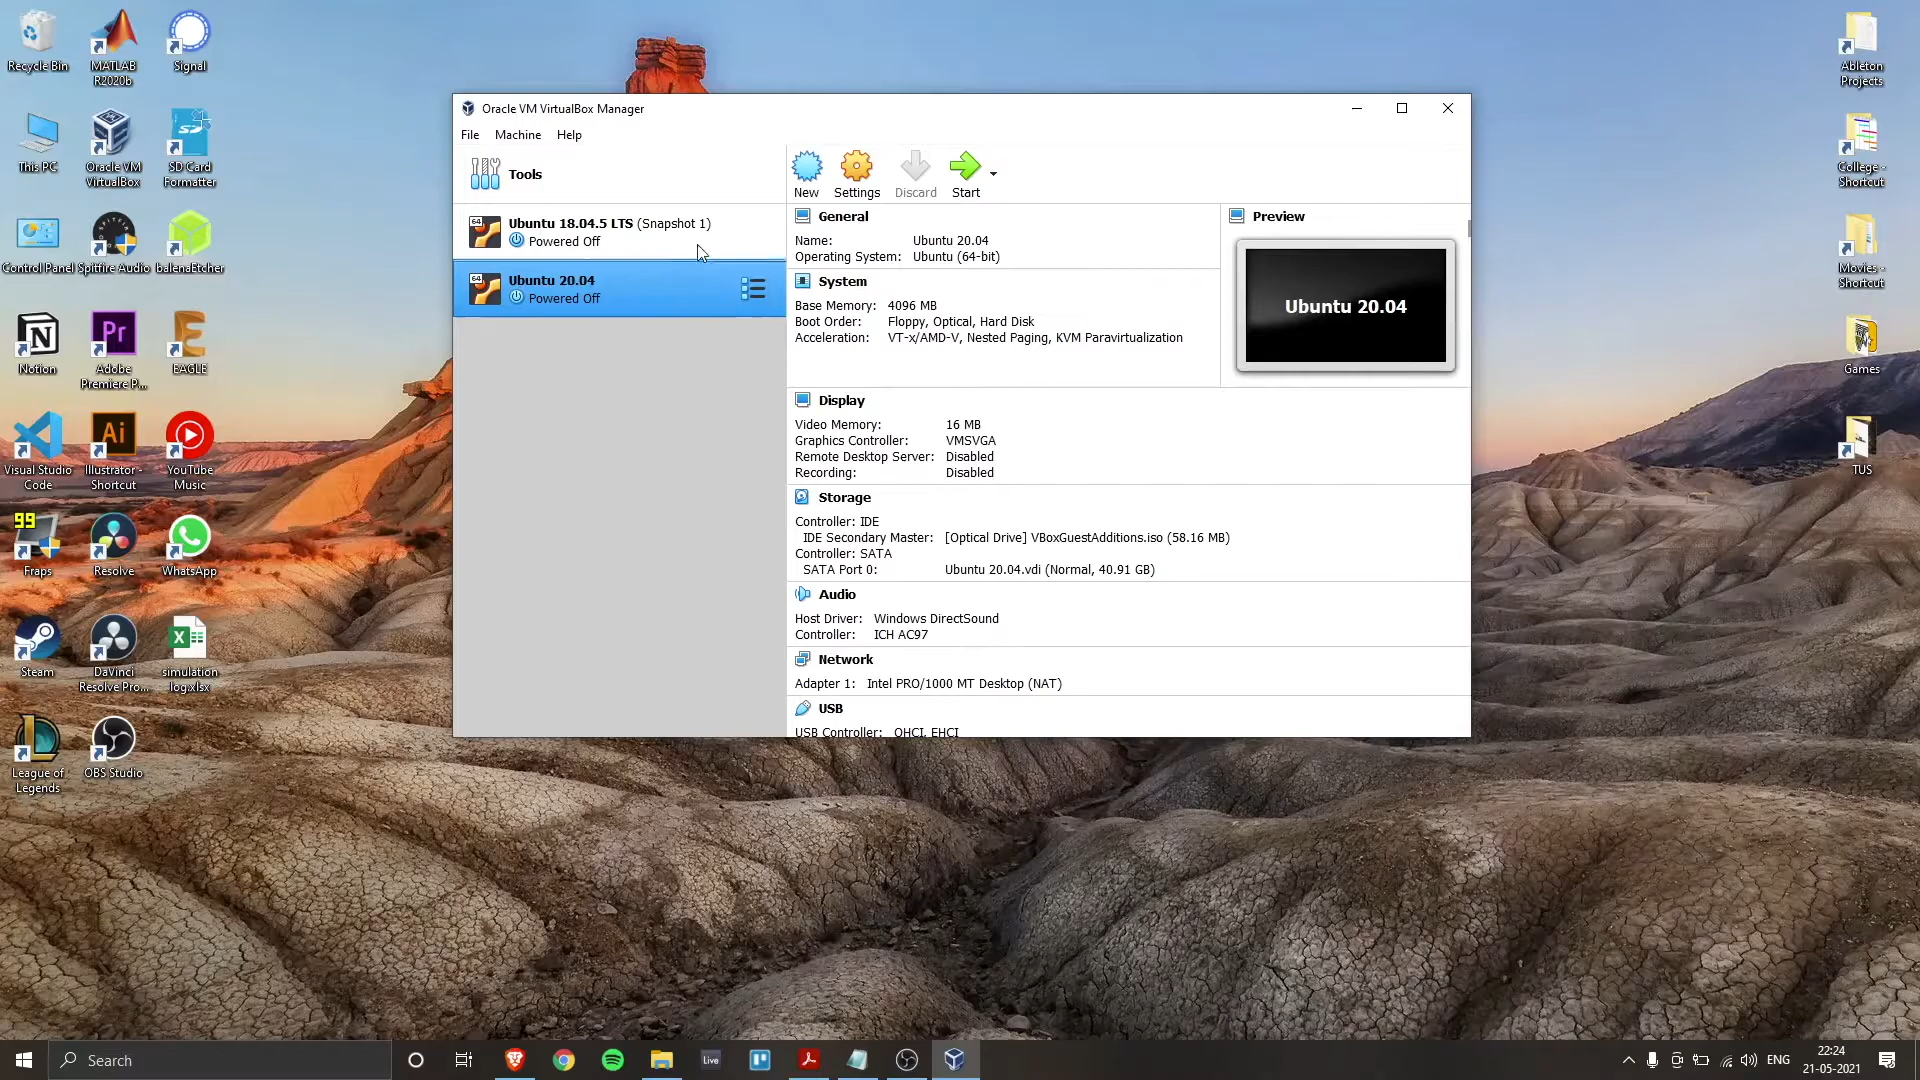 Recycle Bin
MATLAB
R2020b
Signal
This PC
Oracle VM
VirtualBox
SD
SD Card
Formatter
Control Panel
Spitfire Audio
balenaEtcher
Notion
Pr
Adobe
Premiere P...
EAGLE
Visual Studio
Code
Ai
Illustrator -
Shortcut
YouTube
Music
99
Fraps
Resolve
WhatsApp
Steam
DaVinci
Resolve Pro...
simulation
log.xlsx
League of
Legends
OBS Studio
Oracle VM VirtualBox Manager
File Machine Help
Tools
New
Settings
Discard
Start
64
Ubuntu 18.04.5 LTS (Snapshot 1)
Powered Off
64
Ubuntu 20.04
Powered Off
General
Name: Ubuntu 20.04
Operating System: Ubuntu (64-bit)
System
Base Memory: 4096 MB
Boot Order: Floppy, Optical, Hard Disk
Acceleration: VT-x/AMD-V, Nested Paging, KVM Paravirtualization
Preview
Ubuntu 20.04
Display
Video Memory: 16 MB
Graphics Controller: VMSVGA
Remote Desktop Server: Disabled
Recording: Disabled
Storage
Controller: IDE
IDE Secondary Master: [Optical Drive] VBoxGuestAdditions.iso (58.16 MB)
Controller: SATA
SATA Port 0: Ubuntu 20.04.vdi (Normal, 40.91 GB)
Audio
Host Driver: Windows DirectSound
Controller: ICH AC97
Network
Adapter 1: Intel PRO/1000 MT Desktop (NAT)
USB
USB Controller: OHCI, EHCI
Ableton
Projects
College -
Shortcut
Movies -
Shortcut
Games
TUS
Search
Live
ENG
22:24
21-05-2021